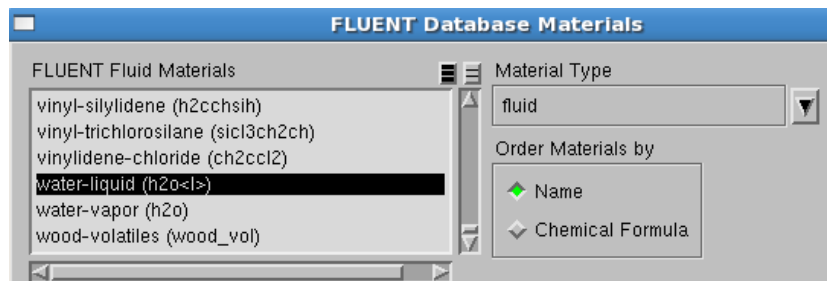 FLUENT Database Materials
FLUENT Fluid Materials
vinyl-silylidene (h2cchsih)
vinyl-trichlorosilane (sicl3ch2ch)
vinylidene-chloride (ch2ccl2)
water-liquid (h2o<l>)
water-vapor (h2o)
wood-volatiles (wood_vol)
Material Type
fluid
Order Materials by
Name
Chemical Formula